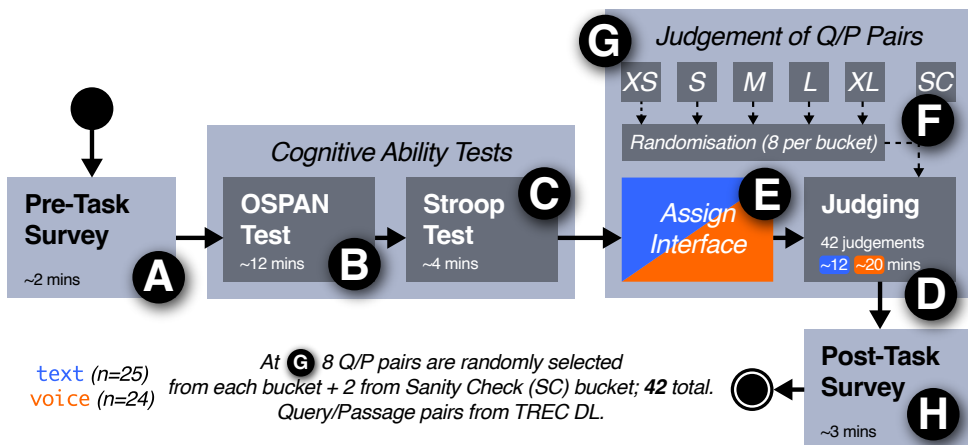 G
Judgement of Q/P Pairs
XS S M L XL SC
F
Randomisation (8 per bucket)
Cognitive Ability Tests
Pre-Task
Survey
~2 mins
A
OSPAN
Test
~12 mins
B
Stroop
Test
~4 mins
C
Assign
Interface
E
Judging
42 judgements
~12 ~20 mins
D
text (n=25)
voice (n=24)
At G 8 Q/P pairs are randomly selected
from each bucket + 2 from Sanity Check (SC) bucket; 42 total.
Query/Passage pairs from TREC DL.
Post-Task
Survey
~3 mins
H